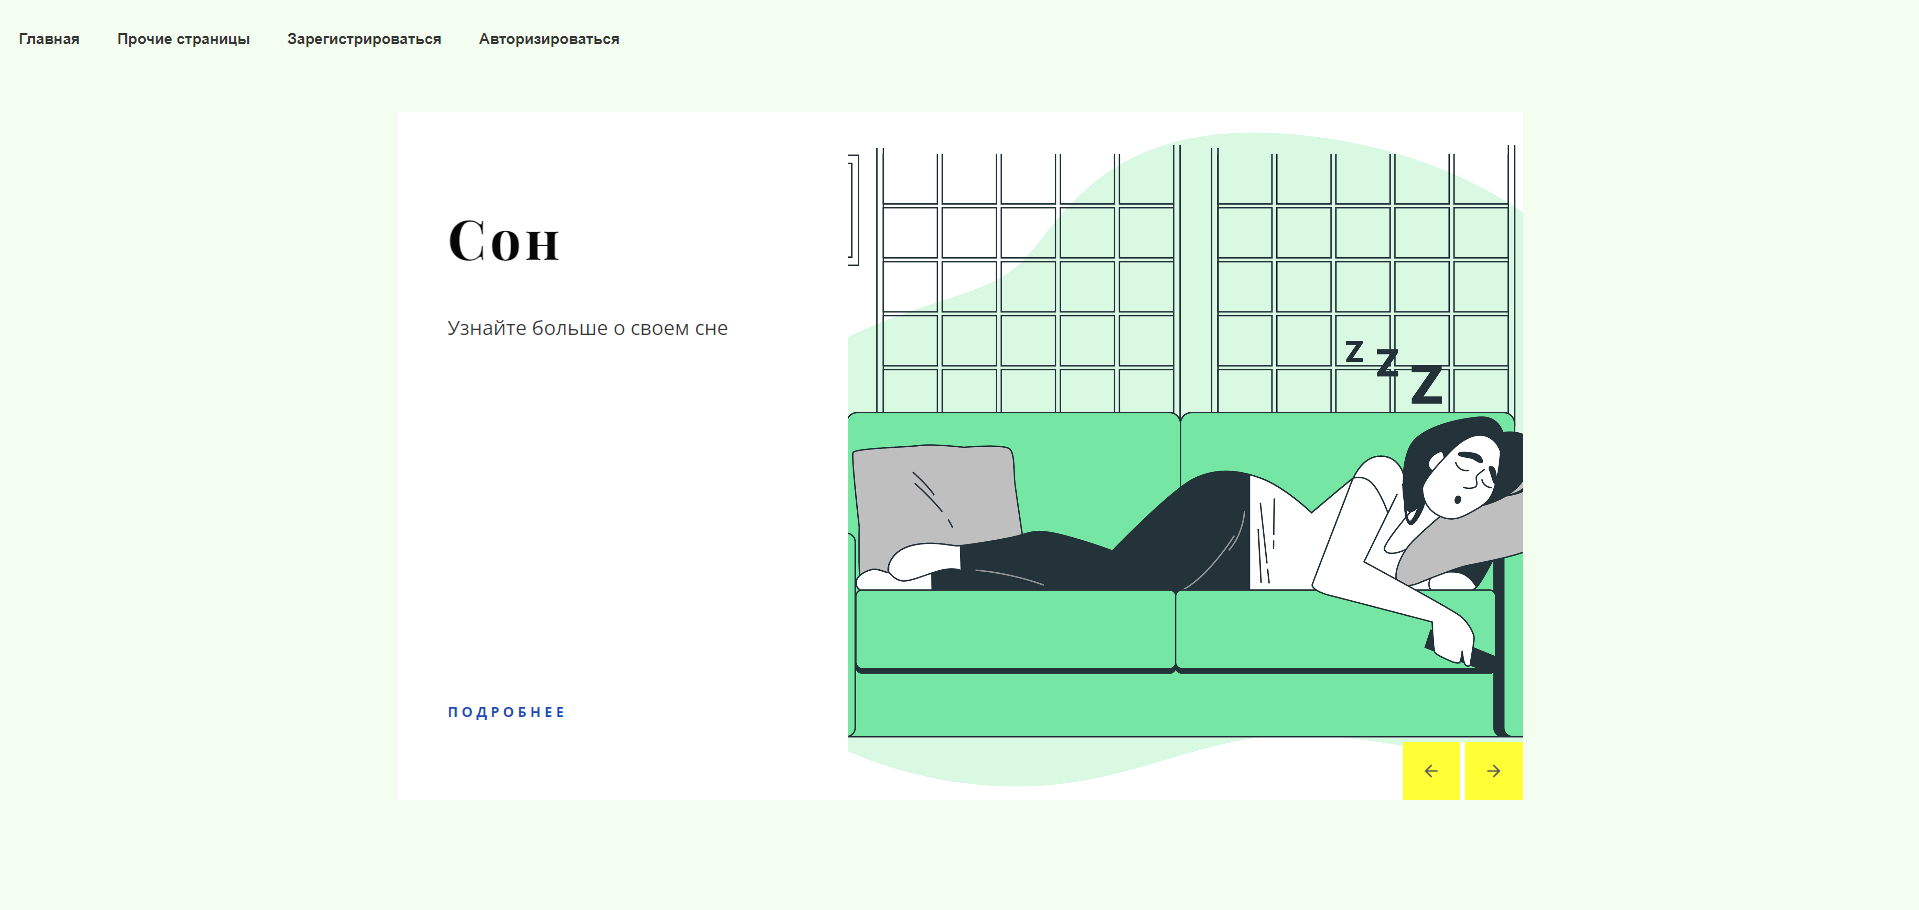 Главная Прочие страницы Зарегистрироваться Авторизироваться
Сон
Узнайте больше о своем сне
z z z
ПОДРОБНЕЕ